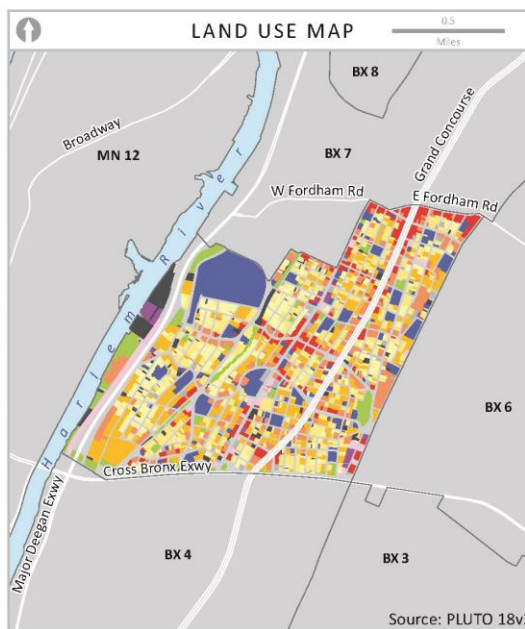 LAND USE MAP
0.5
Miles
BX 8
Broadway
MN 12
BX 7
Grand Concourse
W Fordham Rd
E Fordham Rd
Harlem River
BX 6
Cross Bronx Exwy
Major Deegan Exwy
BX 4
BX 3
Source: PLUTO